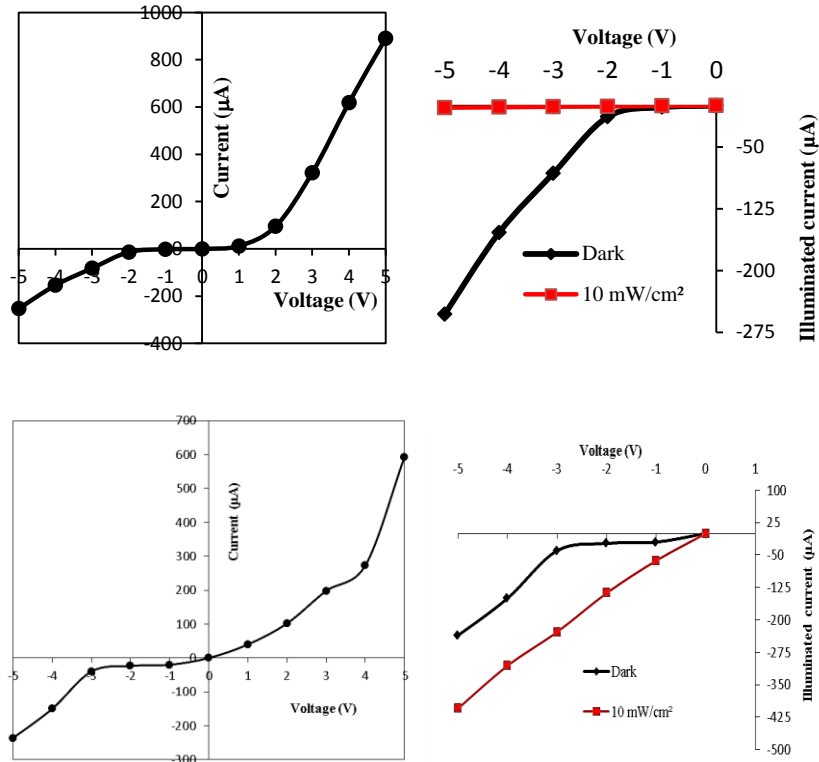 1000
800
600
400
200
0
-200
-400
-5 -4 -3 -2 -1 0 1 2 3 4 5
Current (µA)
Voltage (V)
Voltage (V)
-5 -4 -3 -2 -1 0
-50
-125
-200
-275
Illuminated current (µA)
Dark
10 mW/cm²
700
600
500
400
300
200
100
0
-100
-200
-300
-5 -4 -3 -2 -1 0 1 2 3 4 5
Current (µA)
Voltage (V)
Voltage (V)
-5 -4 -3 -2 -1 0 1
100
25
-50
-125
-200
-275
-350
-425
-500
Illuminated current (µA)
Dark
10 mW/cm²